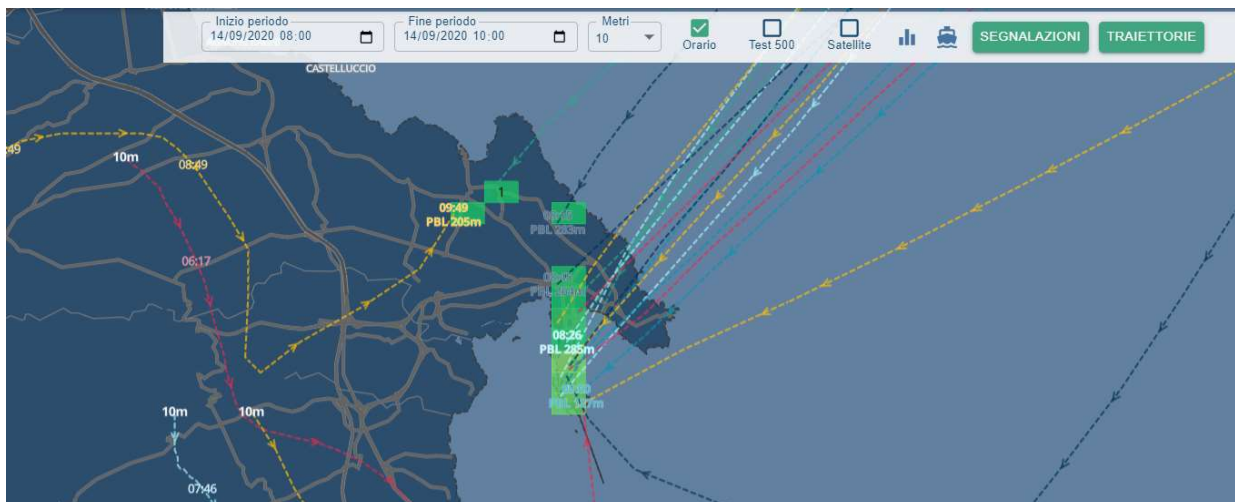 Inizio periodo
14/09/2020 08:00
Fine periodo
14/09/2020 10:00
Metri
10
Orario
Test 500
Satellite
SEGNALAZIONI
TRAIETTORIE
CASTELLUCCIO
10m
08:49
1
09:49
PBL 205m
PBL 283m
06:17
08:26
PBL 285m
10m
10m
07:46